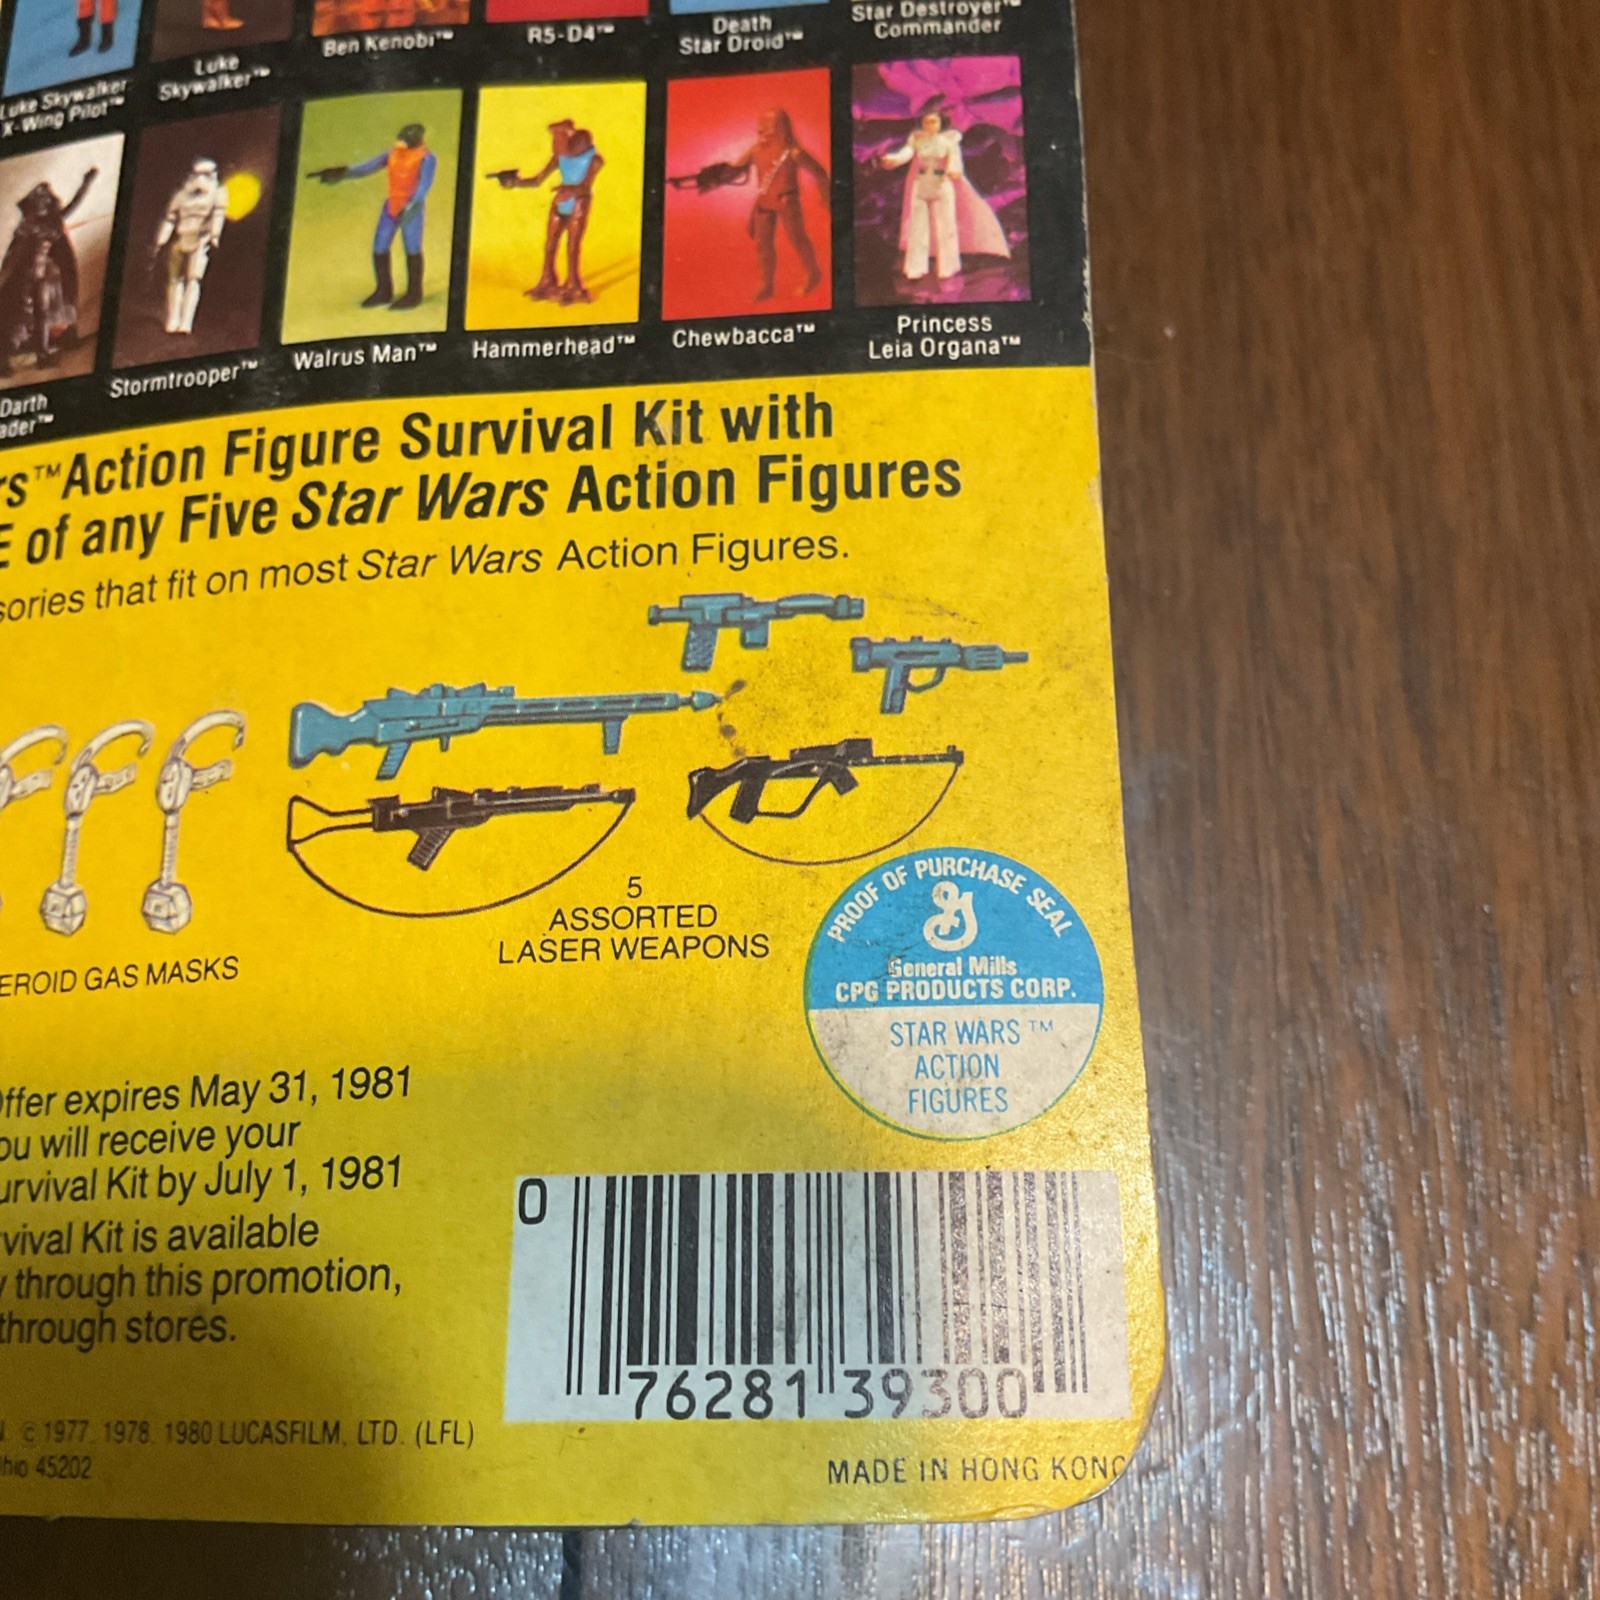 Ben Kenobi™
R5-D4™
Death
Star Droid™
Star Destroyer™
Commander
Luke Skywalker
X-Wing Pilot™
Luke
Skywalker™
Darth
ader™
Stormtrooper™
Walrus Man™
Hammerhead™
Chewbacca™
Princess
Leia Organa™
rs™ Action Figure Survival Kit with
E of any Five Star Wars Action Figures
sories that fit on most Star Wars Action Figures.
EROID GAS MASKS
5
ASSORTED
LASER WEAPONS
PROOF OF PURCHASE SEAL
General Mills
CPG PRODUCTS CORP.
STAR WARS™
ACTION
FIGURES
Offer expires May 31, 1981
ou will receive your
urvival Kit by July 1, 1981
vival Kit is available
y through this promotion,
through stores.
0
76281 39300
© 1977, 1978, 1980 LUCASFILM, LTD. (LFL)
hio 45202
MADE IN HONG KONG